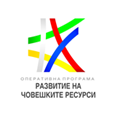 ОПЕРАТИВНА ПРОГРАМА
РАЗВИТИЕ НА
ЧОВЕШКИТЕ РЕСУРСИ